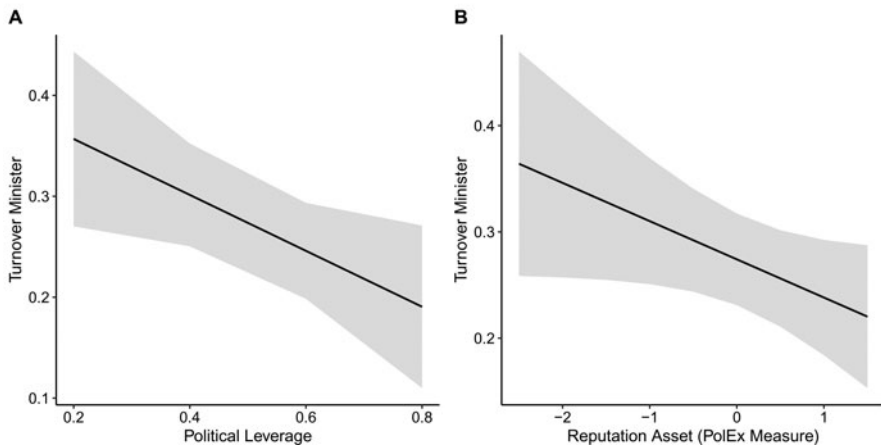 A
B
Turnover Minister
0.4
0.3
0.2
0.1
0.2
0.4
0.6
0.8
Political Leverage
Turnover Minister
0.4
0.3
0.2
−2
−1
0
1
Reputation Asset (PolEx Measure)